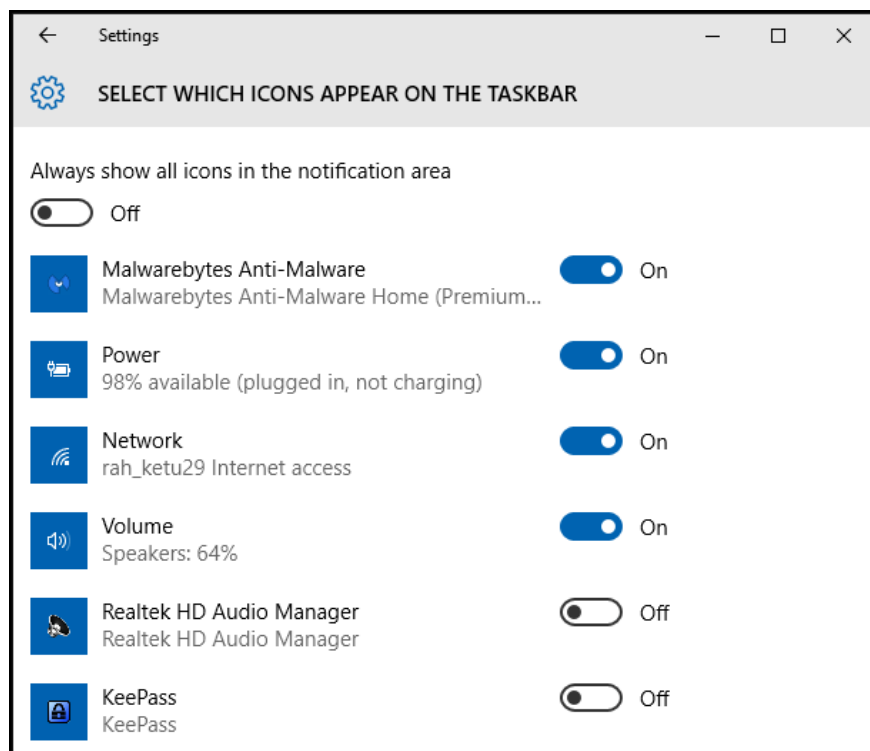 Settings
SELECT WHICH ICONS APPEAR ON THE TASKBAR
Always show all icons in the notification area
Off
Malwarebytes Anti-Malware On
Malwarebytes Anti-Malware Home (Premium...
Power On
98% available (plugged in, not charging)
Network On
rah_ketu29 Internet access
Volume On
Speakers: 64%
Realtek HD Audio Manager Off
Realtek HD Audio Manager
KeePass Off
KeePass